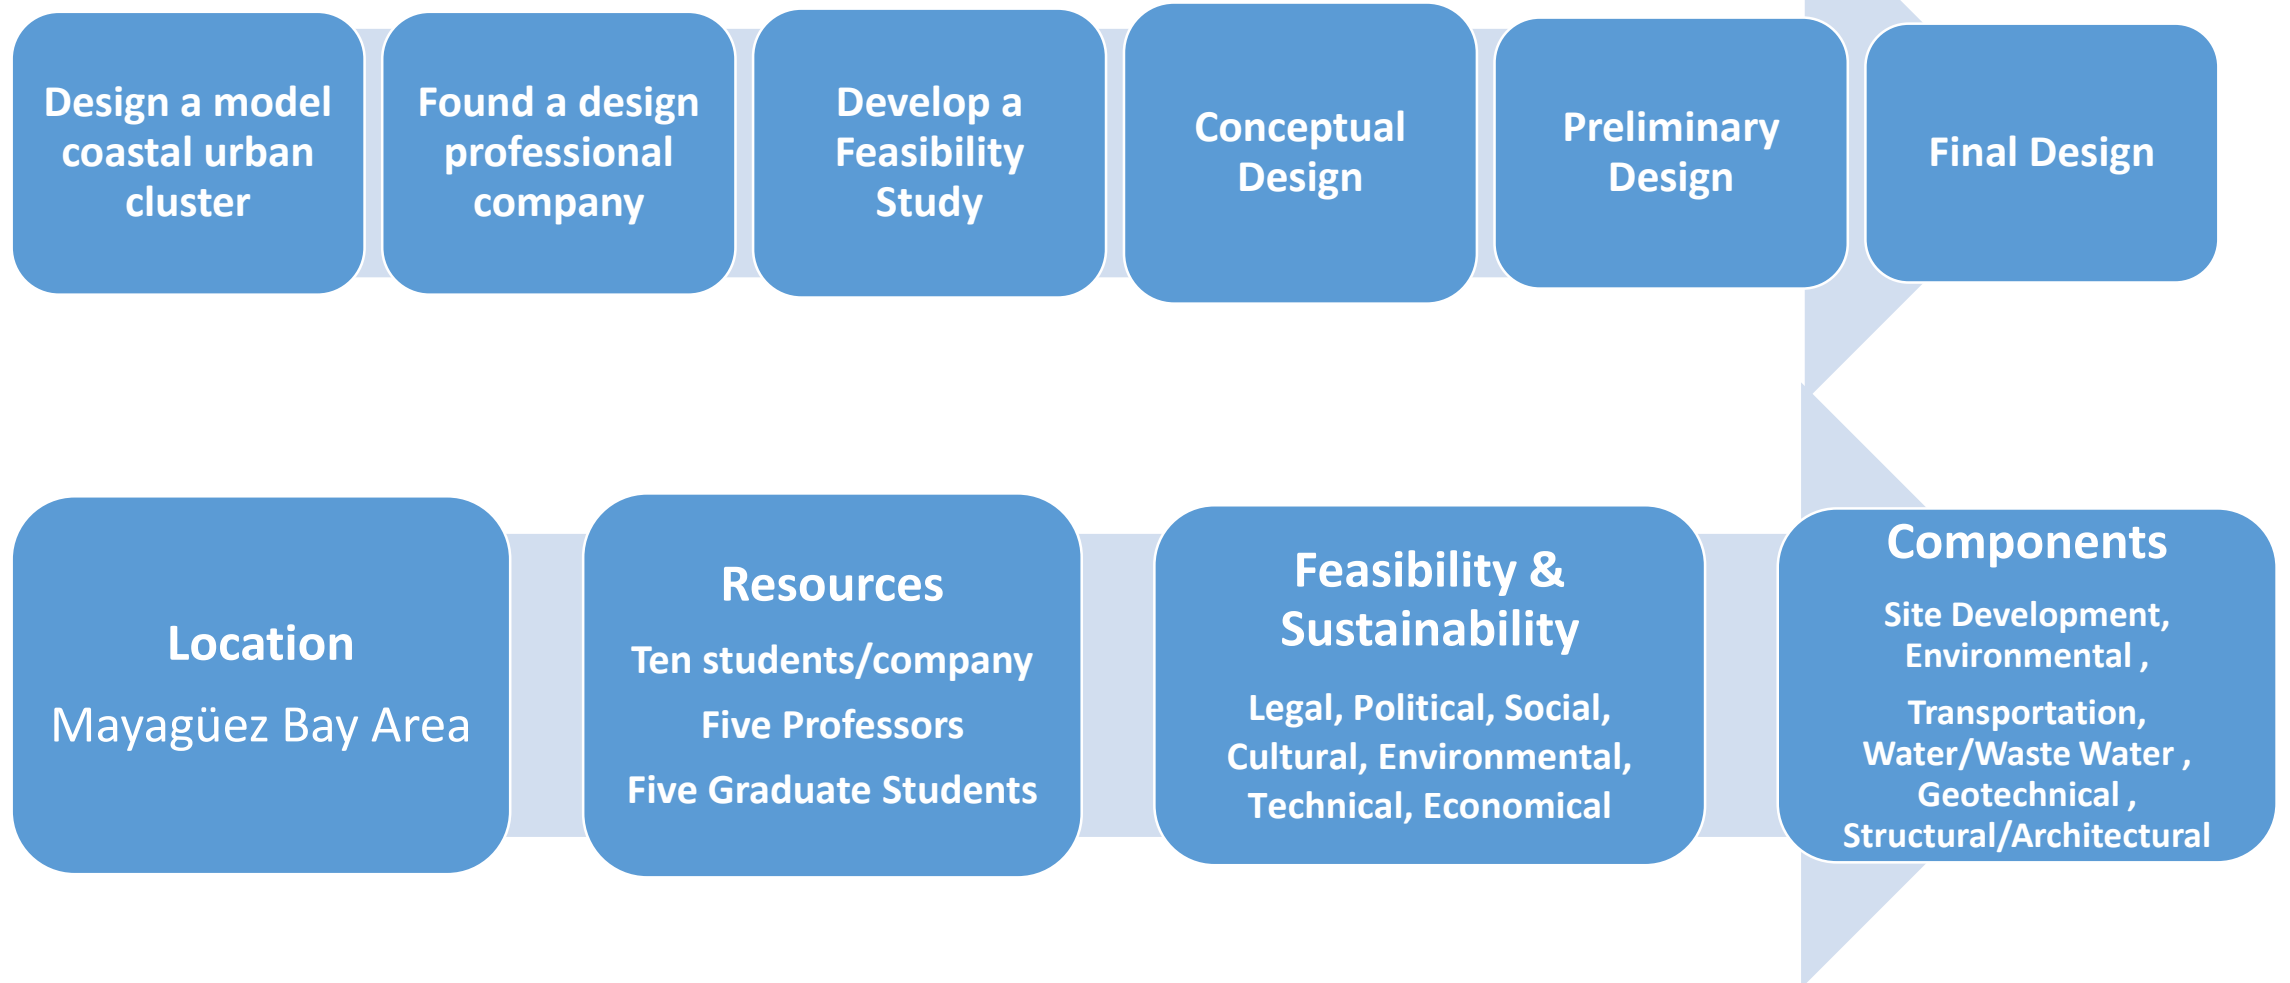 Design a model
coastal urban
cluster
Found a design
professional
company
Develop a
Feasibility
Study
Conceptual
Design
Preliminary
Design
Final Design
Location
Mayagüez Bay Area
Resources
Ten students/company
Five Professors
Five Graduate Students
Feasibility &
Sustainability
Legal, Political, Social,
Cultural, Environmental,
Technical, Economical
Components
Site Development,
Environmental ,
Transportation,
Water/Waste Water ,
Geotechnical ,
Structural/Architectural